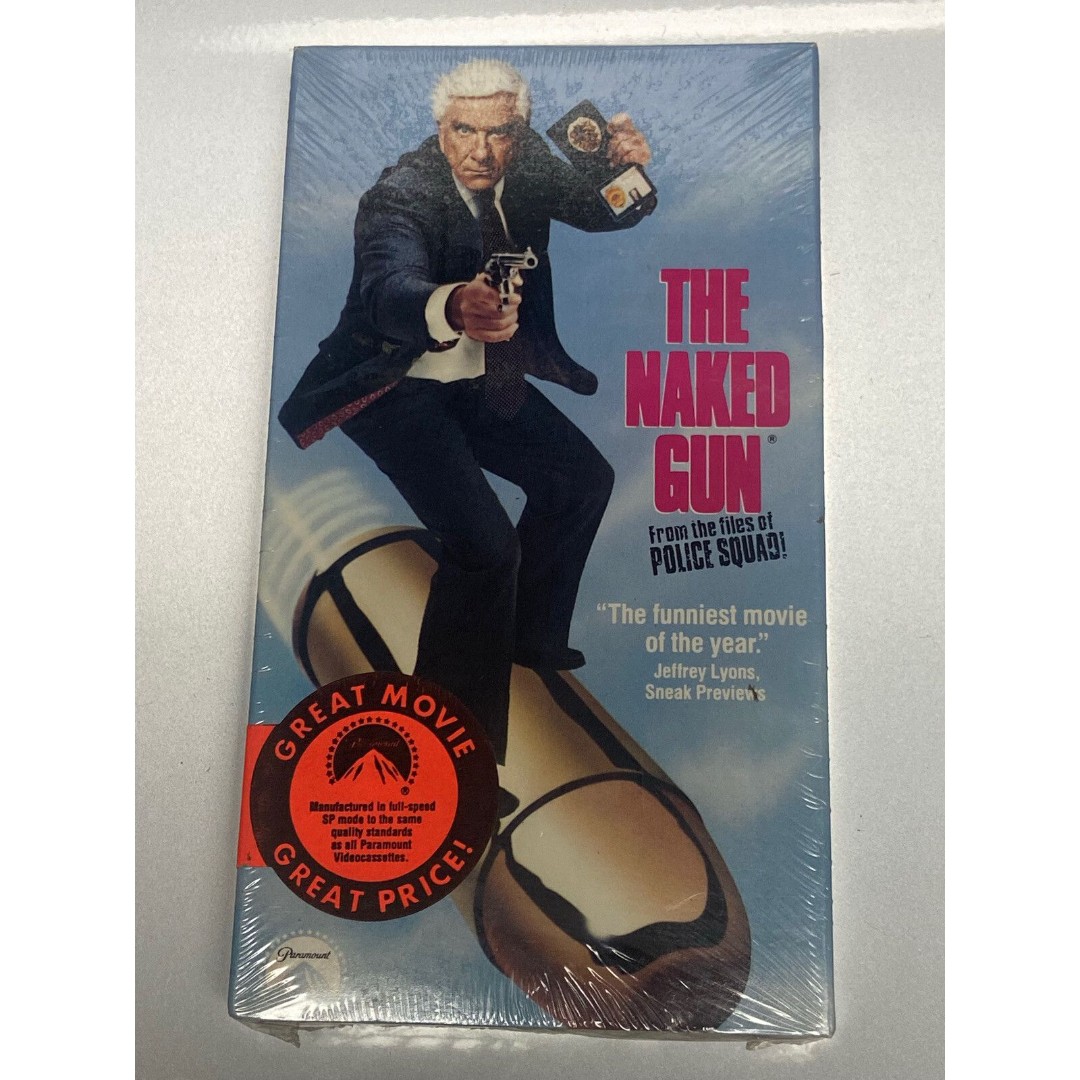 THE
NAKED
GUN®
From the files of
POLICE SQUAD!
“The funniest movie
of the year.”
Jeffrey Lyons,
Sneak Previews
GREAT MOVIE
Paramount
®
Manufactured in full-speed
SP mode to the same
quality standards
as all Paramount
Videocassettes.
GREAT PRICE!
Paramount